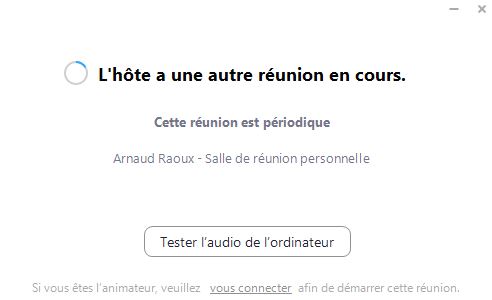 L'hôte a une autre réunion en cours.
Cette réunion est périodique
Arnaud Raoux - Salle de réunion personnelle
Tester l’audio de l’ordinateur
Si vous êtes l’animateur, veuillez vous connecter afin de démarrer cette réunion.